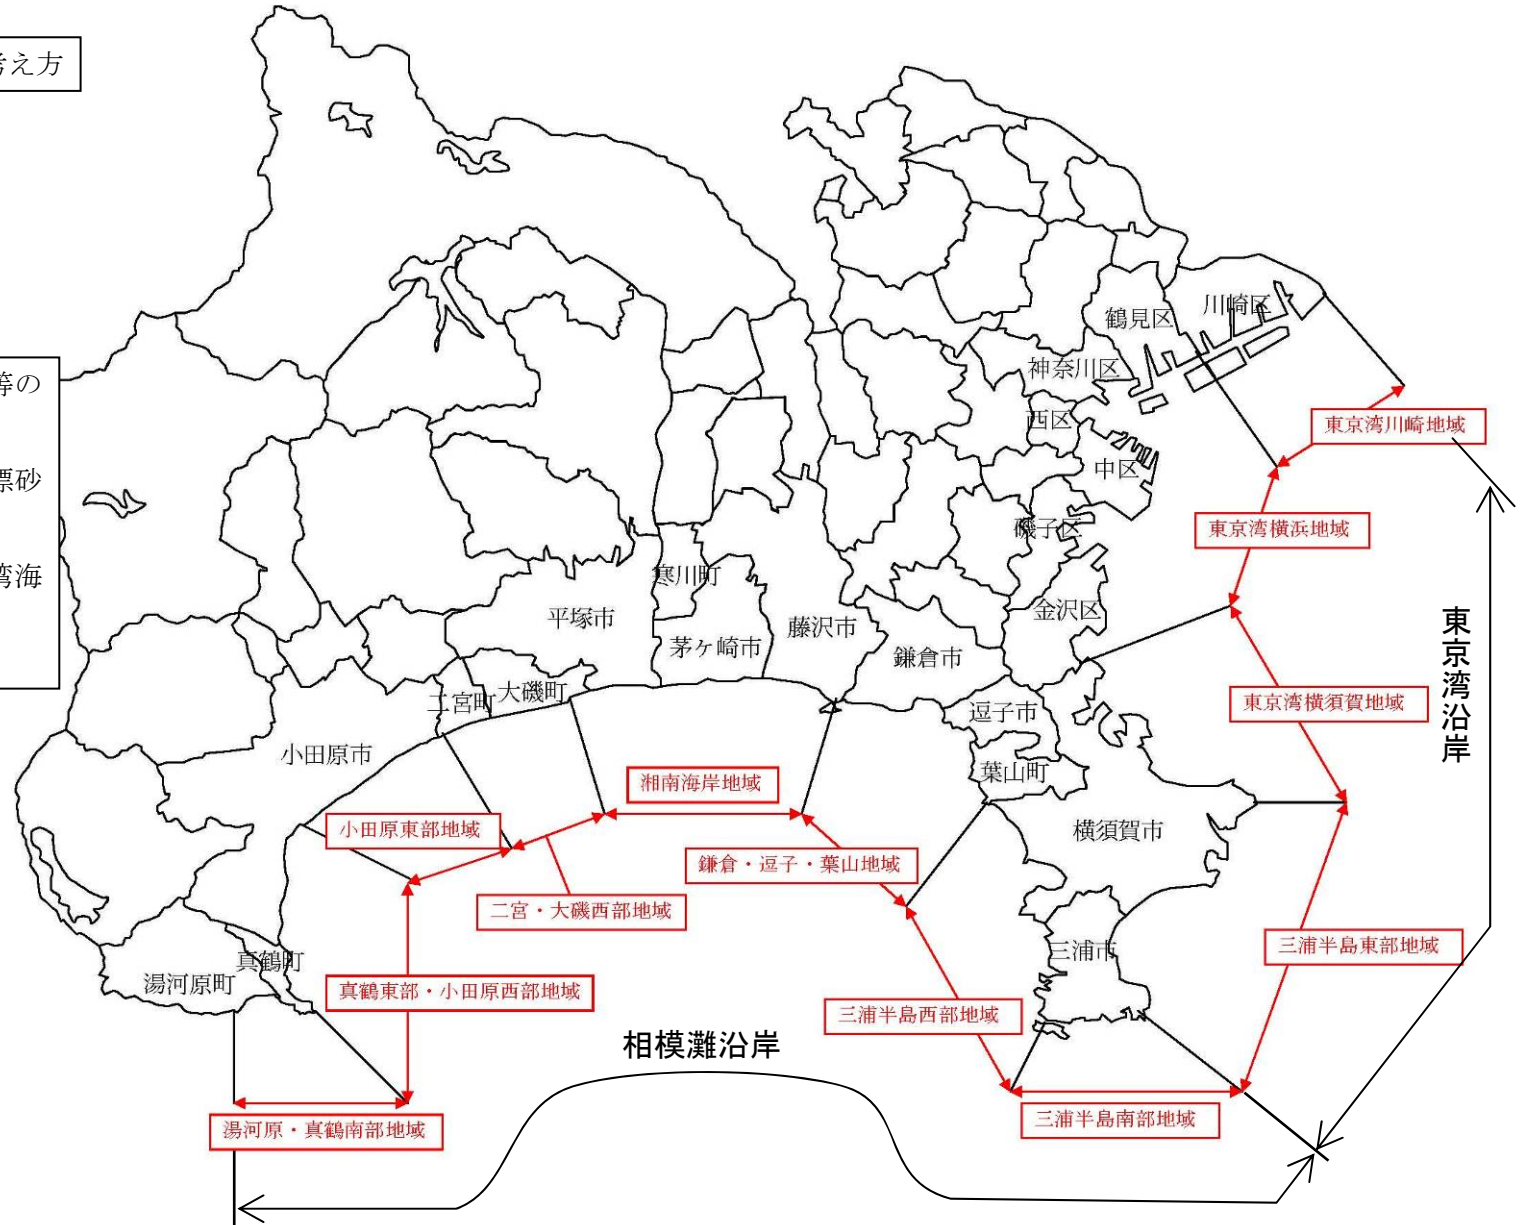 考え方
等の
漂砂
湾海
川崎区
鶴見区
神奈川区
西区
中区
磯子区
金沢区
寒川町
平塚市
茅ヶ崎市
藤沢市
鎌倉市
二宮町
大磯町
逗子市
小田原市
葉山町
横須賀市
三浦市
真鶴町
湯河原町
東京湾川崎地域
東京湾横浜地域
東京湾横須賀地域
湘南海岸地域
小田原東部地域
鎌倉・逗子・葉山地域
二宮・大磯西部地域
三浦半島東部地域
真鶴東部・小田原西部地域
三浦半島西部地域
三浦半島南部地域
湯河原・真鶴南部地域
相模灘沿岸
東京湾沿岸